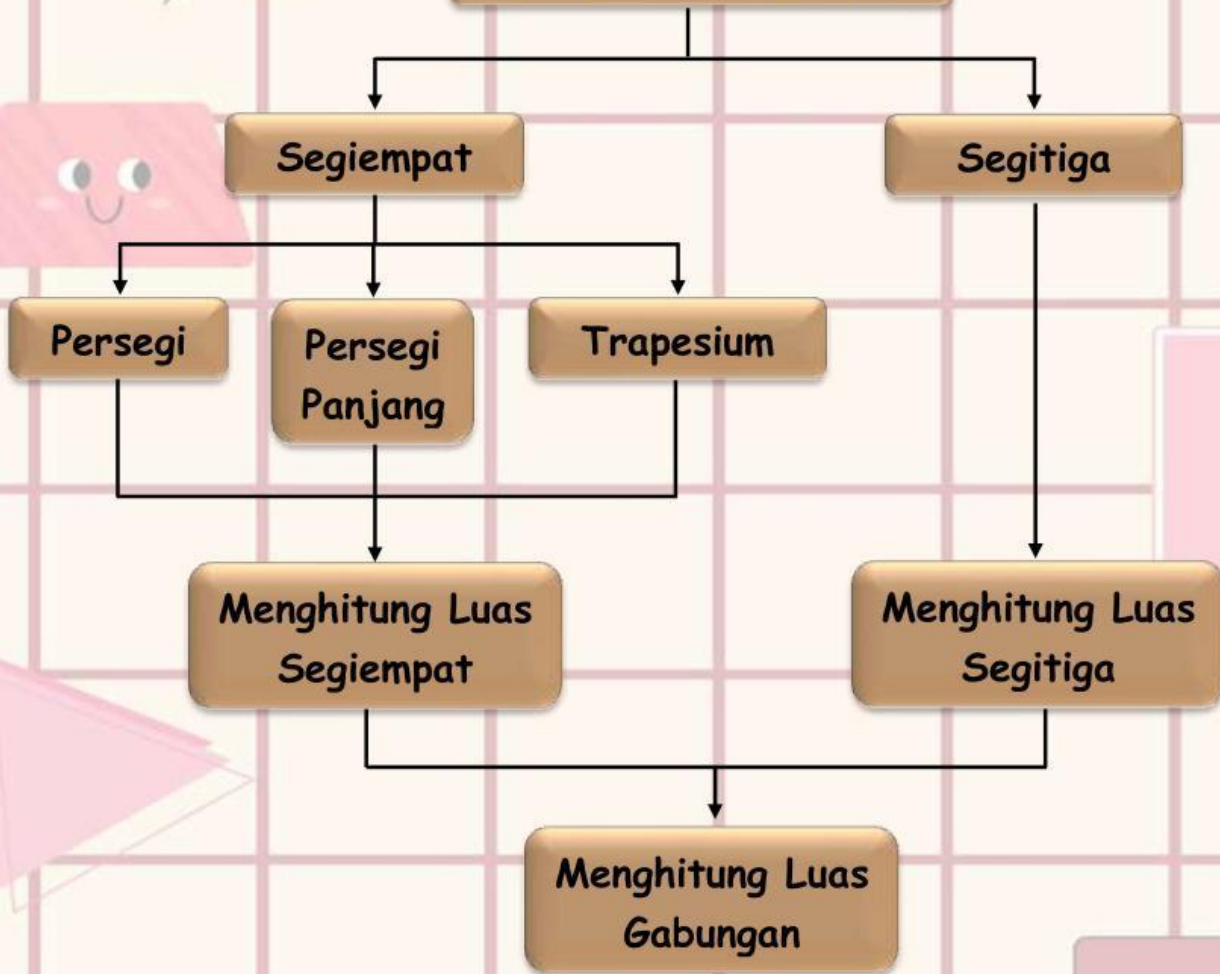 Segiempat
Segitiga
Persegi
Persegi
Panjang
Trapesium
Menghitung Luas
Segiempat
Menghitung Luas
Segitiga
Menghitung Luas
Gabungan